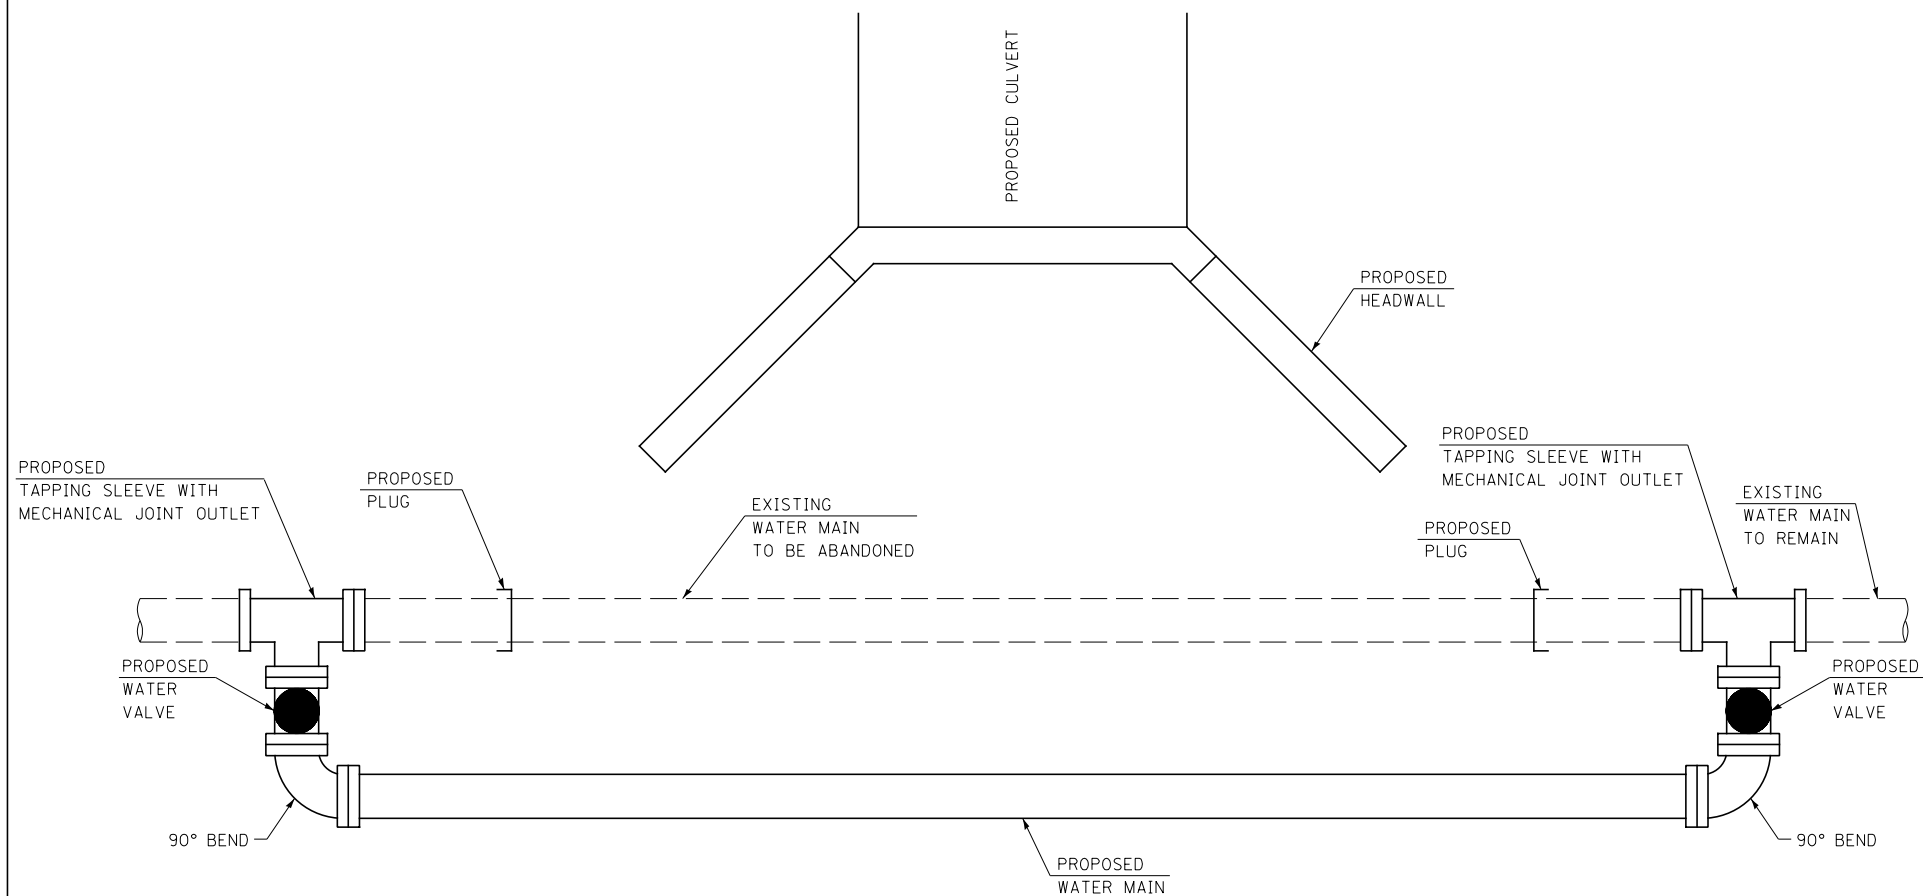 PROPOSED CULVERT
PROPOSED
HEADWALL
PROPOSED
TAPPING SLEEVE WITH
MECHANICAL JOINT OUTLET
PROPOSED
PLUG
EXISTING
WATER MAIN
TO BE ABANDONED
PROPOSED
TAPPING SLEEVE WITH
MECHANICAL JOINT OUTLET
PROPOSED
PLUG
EXISTING
WATER MAIN
TO REMAIN
PROPOSED
WATER
VALVE
PROPOSED
WATER
VALVE
90° BEND
PROPOSED
WATER MAIN
90° BEND